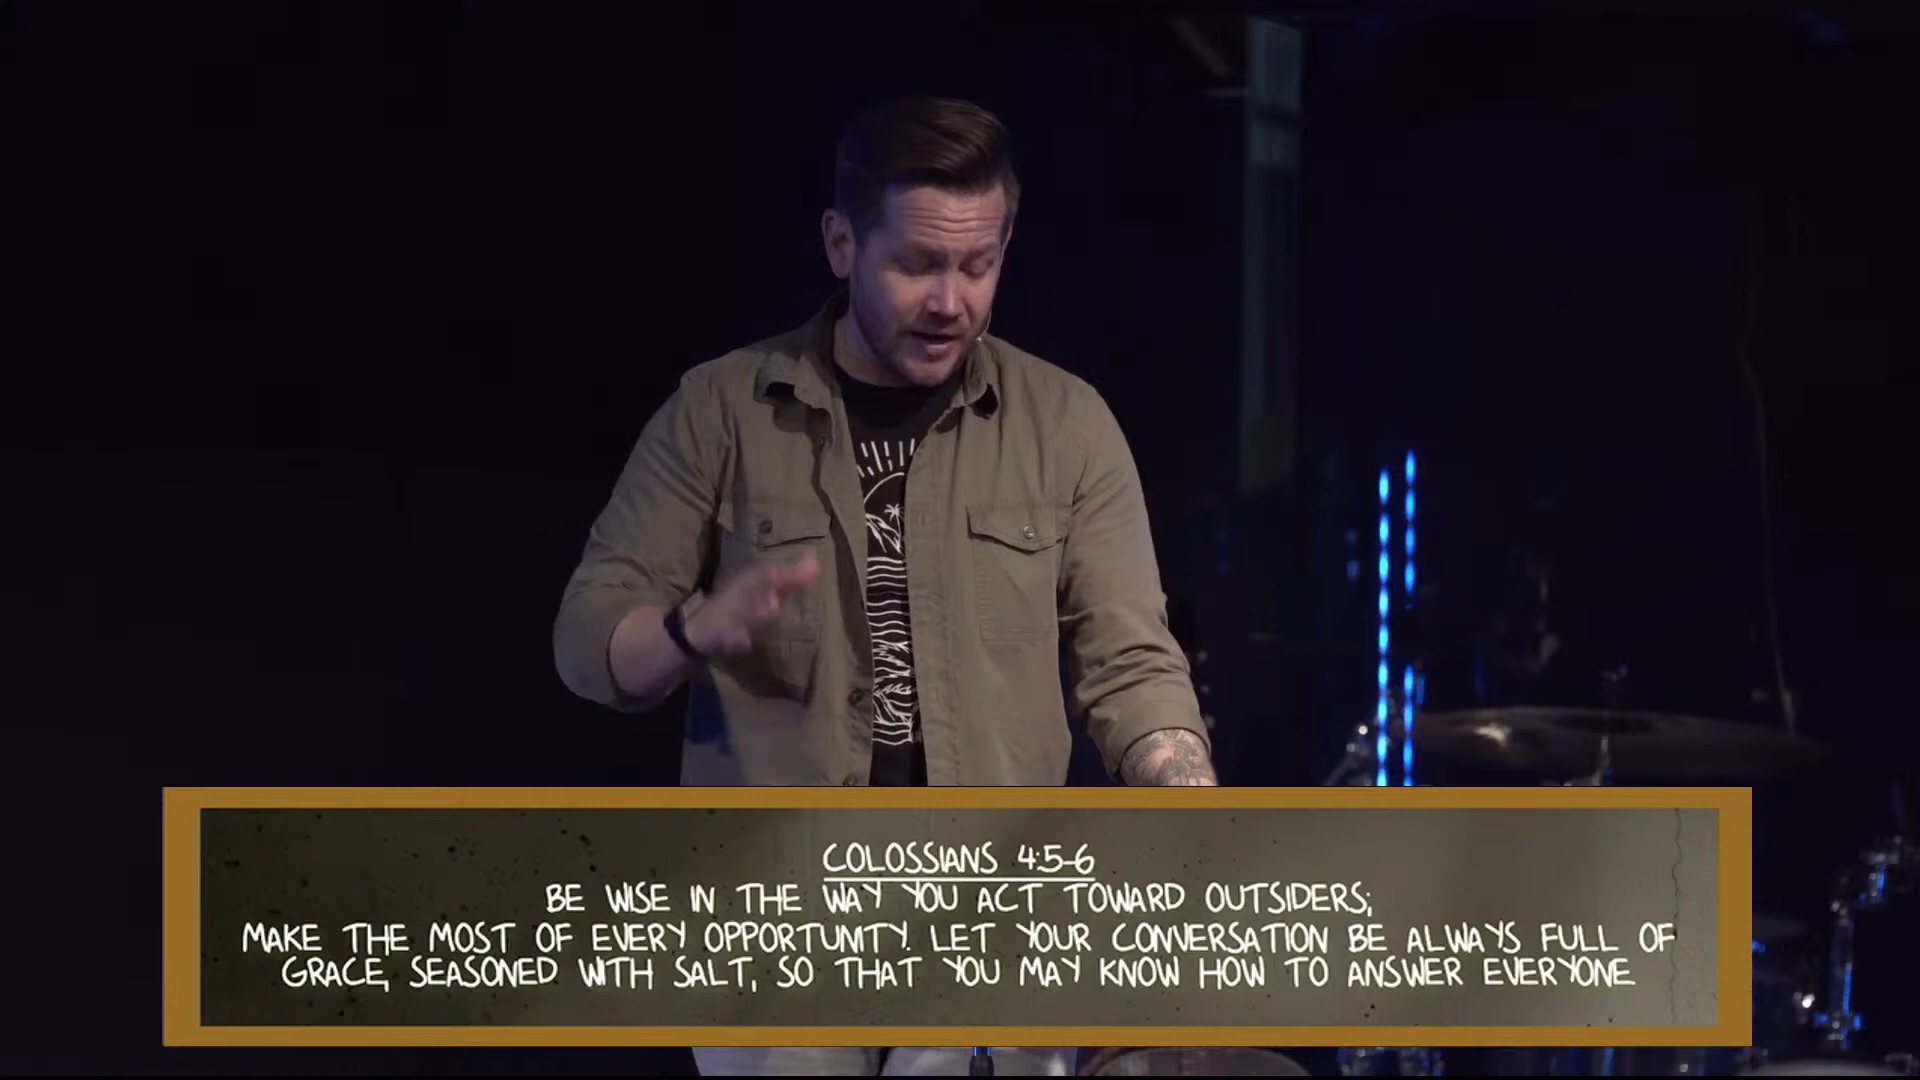 COLOSSIANS 4:5-6
BE WISE IN THE WAY YOU ACT TOWARD OUTSIDERS;
MAKE THE MOST OF EVERY OPPORTUNITY. LET YOUR CONVERSATION BE ALWAYS FULL OF
GRACE, SEASONED WITH SALT, SO THAT YOU MAY KNOW HOW TO ANSWER EVERYONE